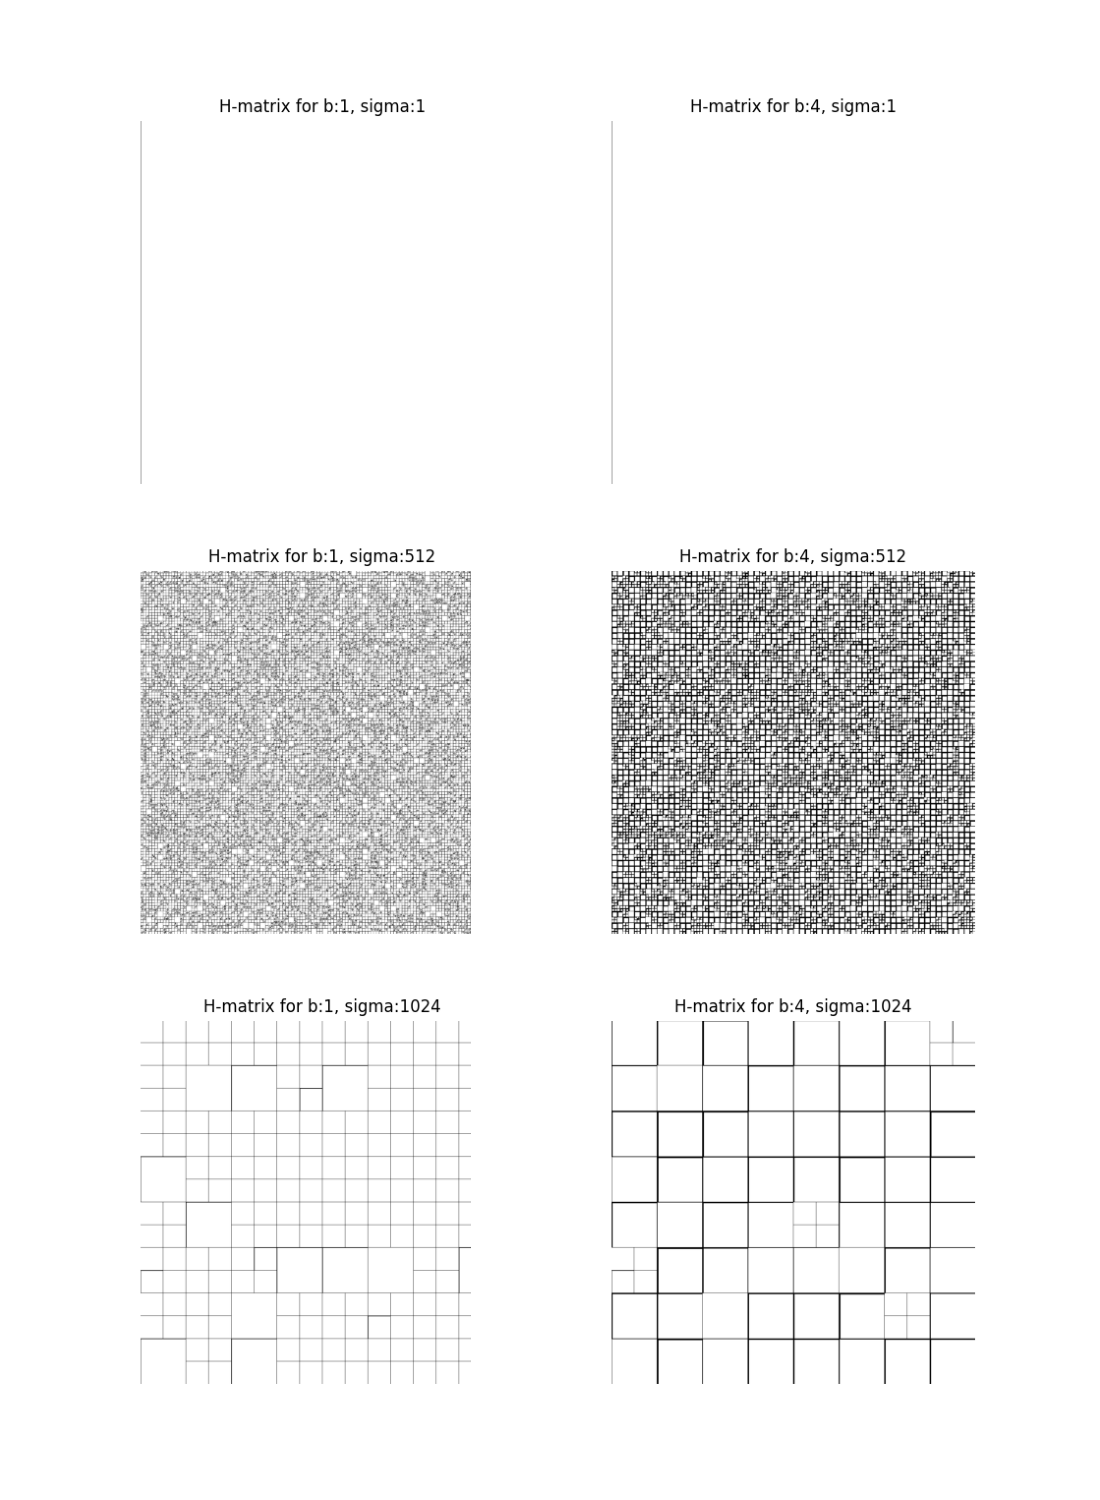 H-matrix for b:1, sigma:1
H-matrix for b:4, sigma:1
H-matrix for b:1, sigma:512
H-matrix for b:4, sigma:512
H-matrix for b:1, sigma:1024
H-matrix for b:4, sigma:1024